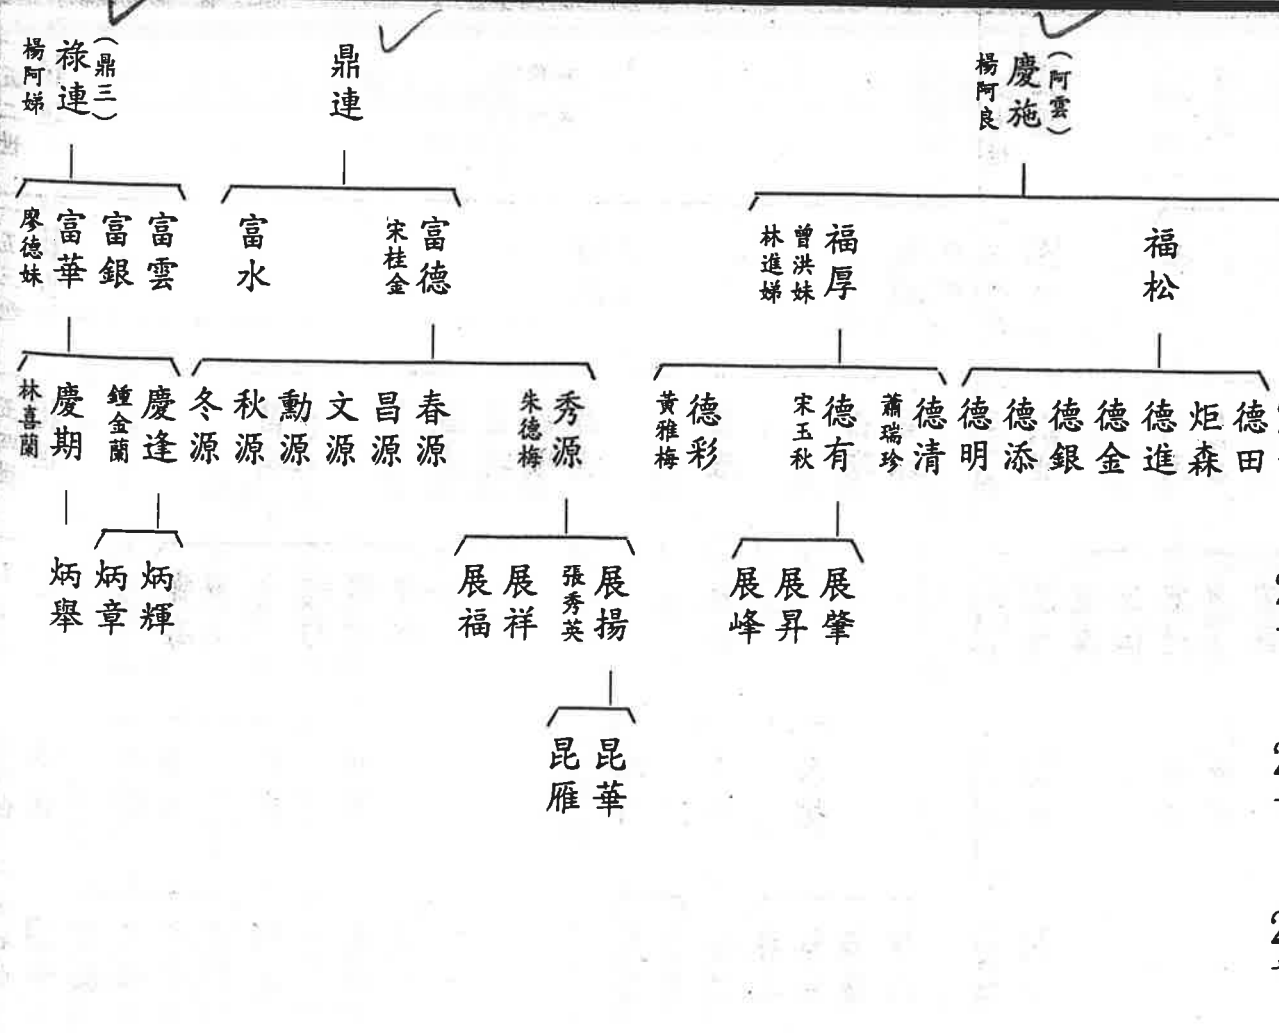 （阿雲）
慶施
楊阿良
鼎連
（鼎三）
祿連
楊阿娣
福松
福厚
曾洪妹
林進娣
富德
宋桂金
富水
富雲
富銀
富華
廖德妹
德田
炬森
德進
德金
德銀
德添
德明
德清
蕭瑞珍
德有
宋玉秋
德彩
黃雅梅
秀源
朱德梅
春源
昌源
文源
勳源
秋源
冬源
慶逢
鍾金蘭
慶期
林喜蘭
展肇
展昇
展峰
展揚
張秀英
展祥
展福
炳輝
炳章
炳舉
昆華
昆雁